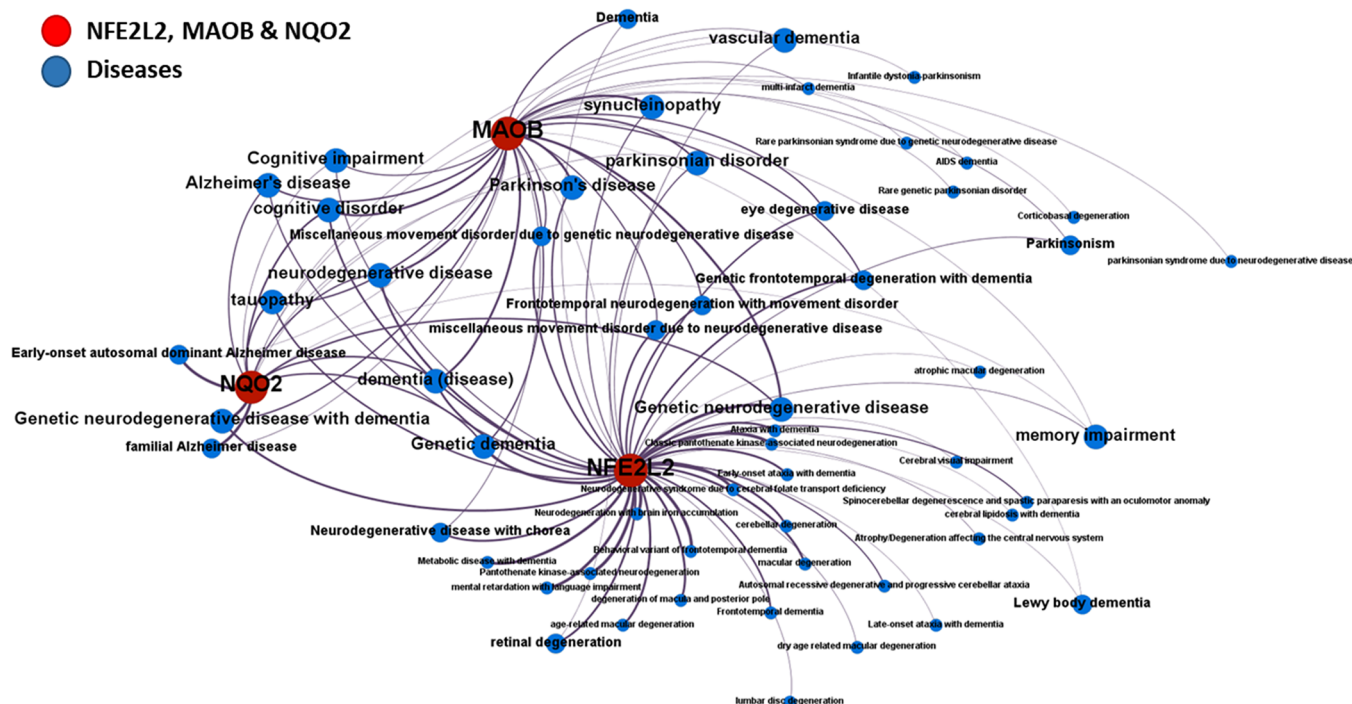 NFE2L2, MAOB & NQO2
Diseases
Dementia
vascular dementia
Infantile dystonia-parkinsonism
multi-infarct dementia
synucleinopathy
MAOB
Rare parkinsonian syndrome due to genetic neurodegenerative disease
Cognitive impairment
parkinsonian disorder
AIDS dementia
Alzheimer's disease
Parkinson's disease
Rare genetic parkinsonian disorder
cognitive disorder
eye degenerative disease
Corticobasal degeneration
Miscellaneous movement disorder due to genetic neurodegenerative disease
Parkinsonism
parkinsonian syndrome due to neurodegenerative disease
neurodegenerative disease
Genetic frontotemporal degeneration with dementia
tauopathy
Frontotemporal neurodegeneration with movement disorder
miscellaneous movement disorder due to neurodegenerative disease
Early-onset autosomal dominant Alzheimer disease
atrophic macular degeneration
NQO2
dementia (disease)
Genetic neurodegenerative disease
Genetic neurodegenerative disease with dementia
Ataxia with dementia
memory impairment
familial Alzheimer disease
Genetic dementia
Classic pantothenate kinase-associated neurodegeneration
Cerebral visual impairment
NFE2L2
Early-onset ataxia with dementia
Neurodegenerative syndrome due to cerebral folate transport deficiency
Spinocerebellar degenerescence and spastic paraparesis with an oculomotor anomaly
Neurodegeneration with brain iron accumulation
cerebral lipidosis with dementia
cerebellar degeneration
Neurodegenerative disease with chorea
Atrophy/Degeneration affecting the central nervous system
Behavioral variant of frontotemporal dementia
Metabolic disease with dementia
macular degeneration
Pantothenate kinase-associated neurodegeneration
mental retardation with language impairment
Autosomal recessive degenerative and progressive cerebellar ataxia
degeneration of macula and posterior pole
Lewy body dementia
Frontotemporal dementia
age-related macular degeneration
Late-onset ataxia with dementia
retinal degeneration
dry age related macular degeneration
lumbar disc degeneration